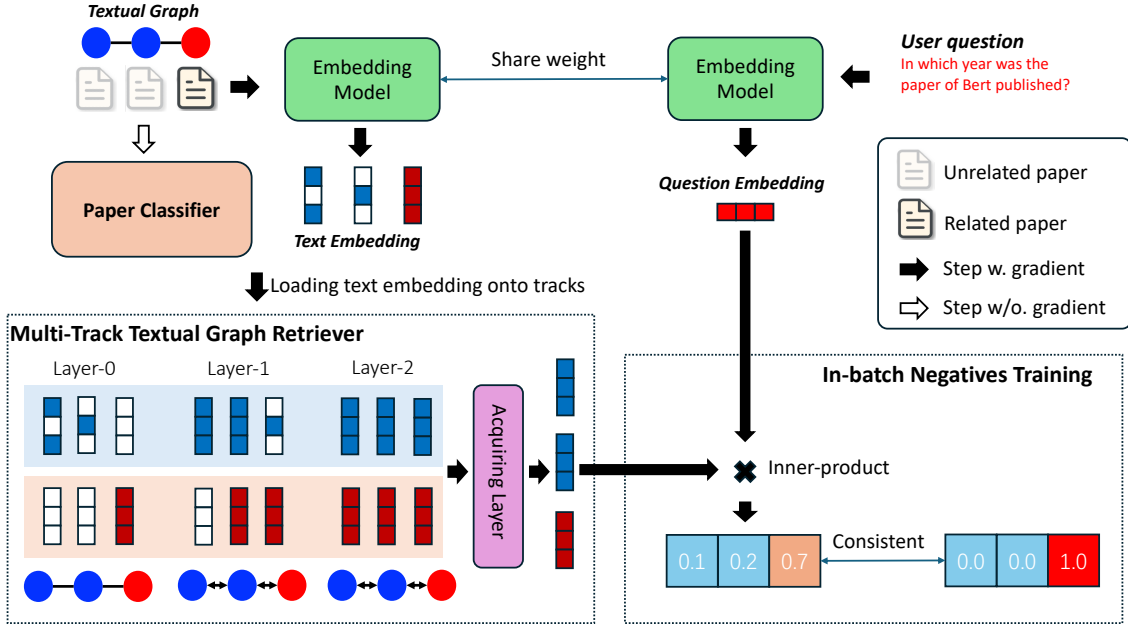 Textual Graph
Embedding
Model
Share weight
Embedding
Model
User question
In which year was the
paper of Bert published?
Paper Classifier
Text Embedding
Question Embedding
Unrelated paper
Related paper
Step w. gradient
Step w/o. gradient
Loading text embedding onto tracks
Multi-Track Textual Graph Retriever
Layer-0
Layer-1
Layer-2
Acquiring Layer
In-batch Negatives Training
Inner-product
0.1
0.2
0.7
Consistent
0.0
0.0
1.0